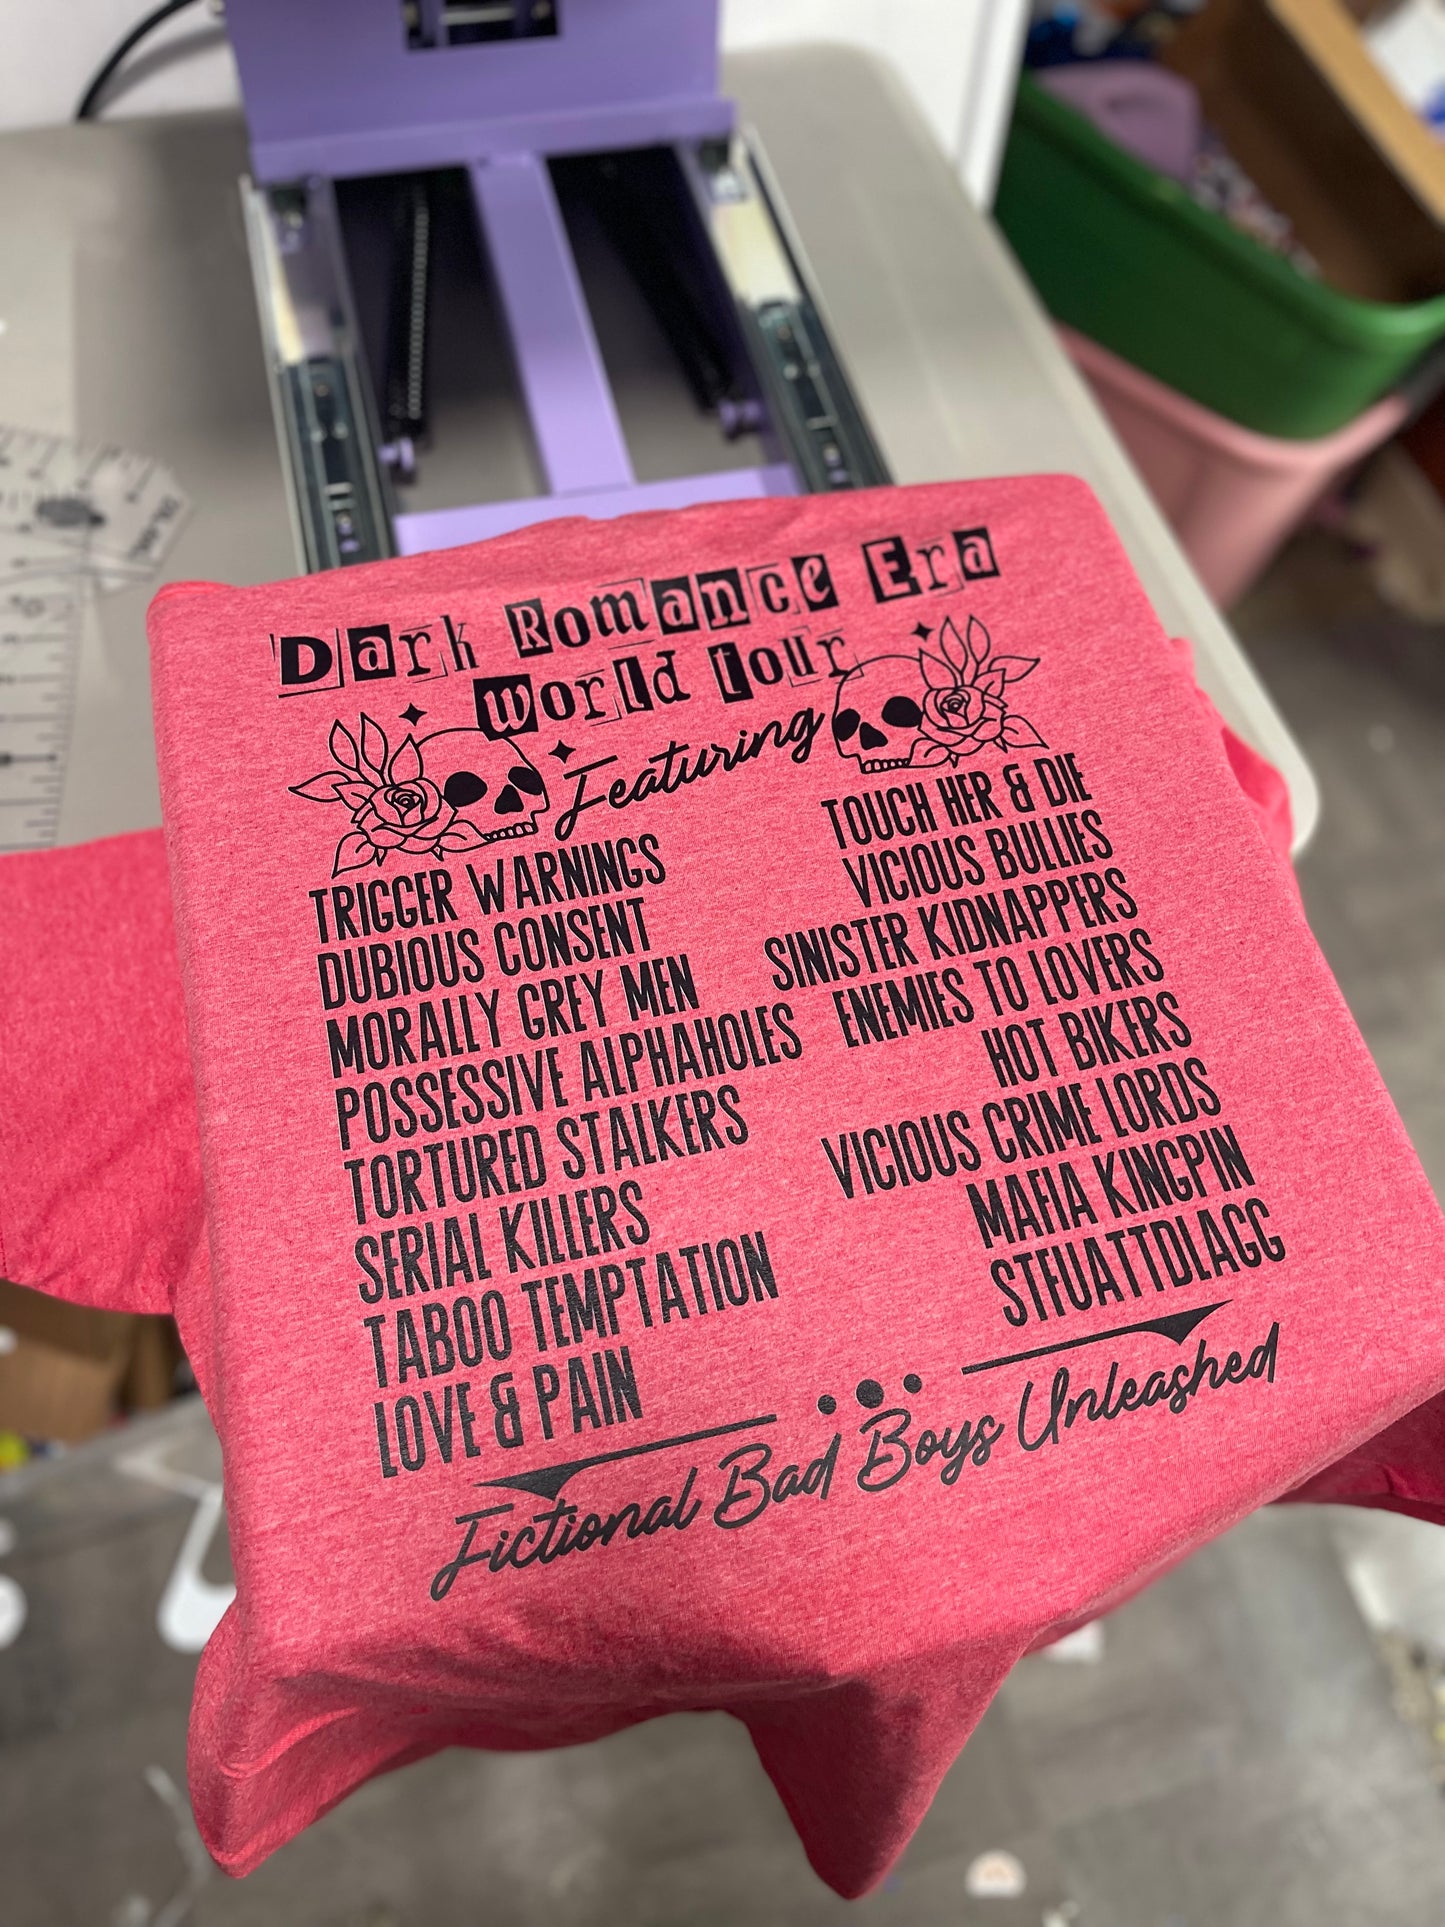 Dark Romance Era
world tour
Featuring
TRIGGER WARNINGS
DUBIOUS CONSENT
MORALLY GREY MEN
POSSESSIVE ALPHAHOLES
TORTURED STALKERS
SERIAL KILLERS
TABOO TEMPTATION
LOVE & PAIN
TOUCH HER & DIE
VICIOUS BULLIES
SINISTER KIDNAPPERS
ENEMIES TO LOVERS
HOT BIKERS
VICIOUS CRIME LORDS
MAFIA KINGPIN
STFUATTDLAGG
Fictional Bad Boys Unleashed